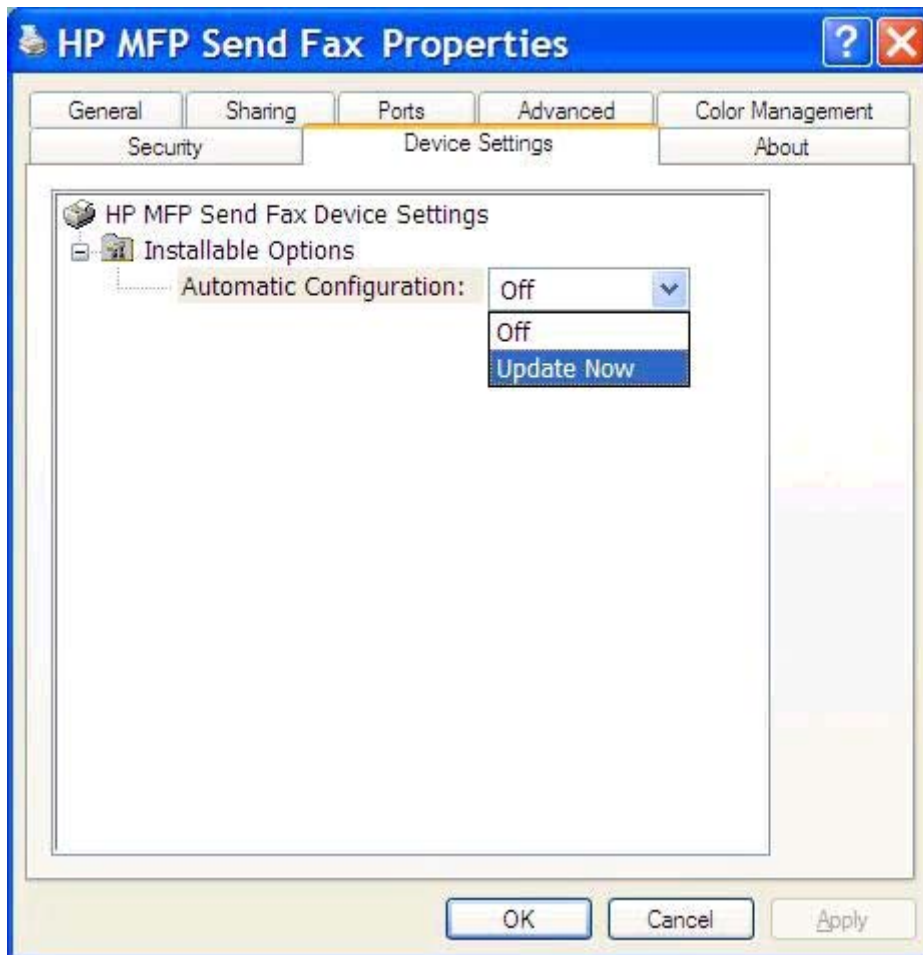 HP MFP Send Fax Properties
?
General Sharing Ports Advanced Color Management
Security Device Settings About
HP MFP Send Fax Device Settings
Installable Options
Automatic Configuration: Off
Off
Update Now
OK Cancel Apply